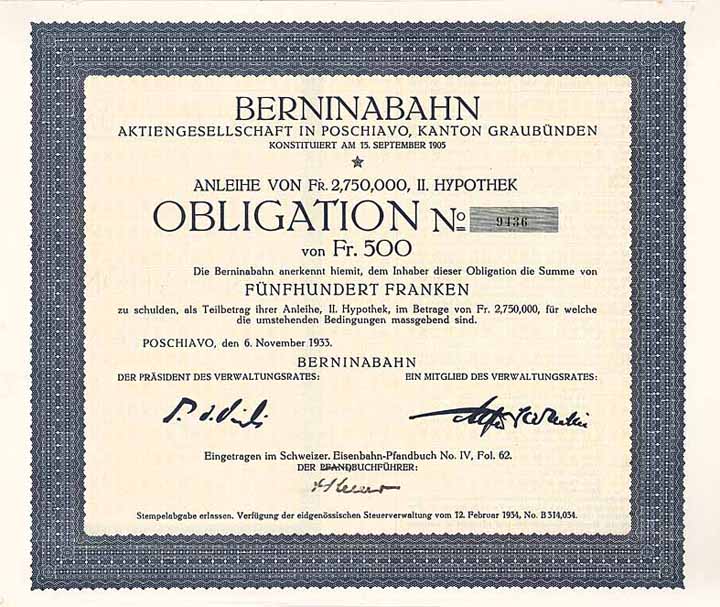 BERNINABAHN
AKTIENGESELLSCHAFT IN POSCHIAVO, KANTON GRAUBÜNDEN
KONSTITUIERT AM 15. SEPTEMBER 1905
ANLEIHE VON FR. 2,750,000, II. HYPOTHEK
OBLIGATION No 9436
VON FR. 500
Die Berninabahn anerkennt hiemit, dem Inhaber dieser Obligation die Summe von
FÜNFHUNDERT FRANKEN
zu schulden, als Teilbetrag ihrer Anleihe, II. Hypothek, im Betrage von Fr. 2,750,000, für welche
die umstehenden Bedingungen massgebend sind.
POSCHIAVO, den 6. November 1933.
BERNINABAHN
DER PRÄSIDENT DES VERWALTUNGSRATES: EIN MITGLIED DES VERWALTUNGSRATES:
Eingetragen im Schweizer. Eisenbahn-Pfandbuch No. IV, Fol. 62.
DER PFANDBUCHFÜHRER:
Stempelabgabe erlassen. Verfügung der eidgenössischen Steuerverwaltung vom 12. Februar 1934, No. B 314,034.